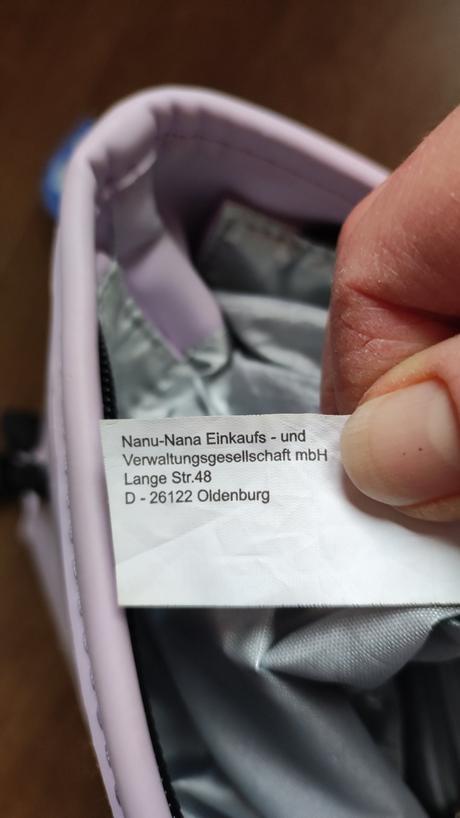 Nanu-Nana Einkaufs - und
Verwaltungsgesellschaft mbH
Lange Str.48
D - 26122 Oldenburg